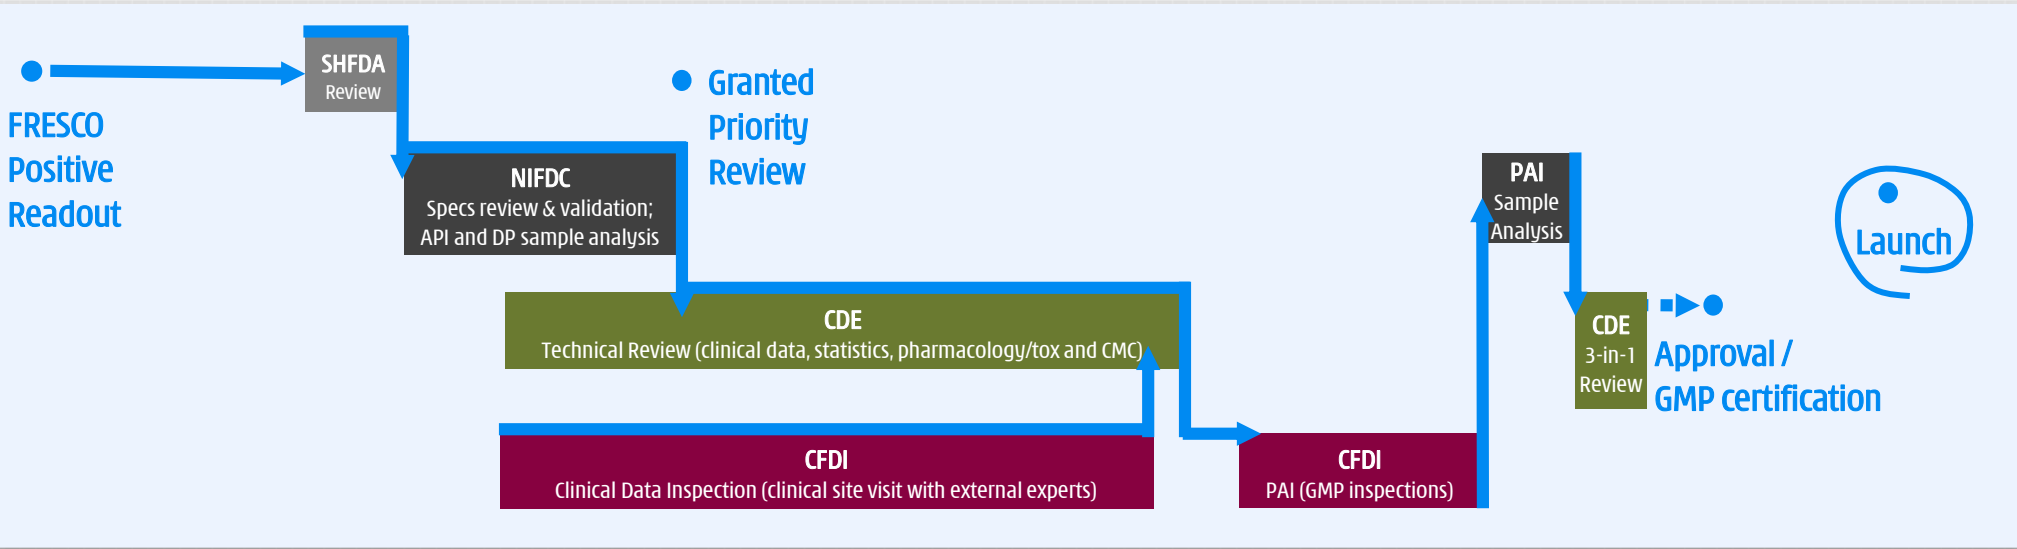 SHFDA
Review
FRESCO
Positive
Readout
Granted
Priority
Review
NIFDC
Specs review & validation;
API and DP sample analysis
CDE
Technical Review (clinical data, statistics, pharmacology/tox and CMC)
CFDI
Clinical Data Inspection (clinical site visit with external experts)
CFDI
PAI (GMP inspections)
PAI
Sample
Analysis
CDE
3-in-1
Review
Approval /
GMP certification
Launch